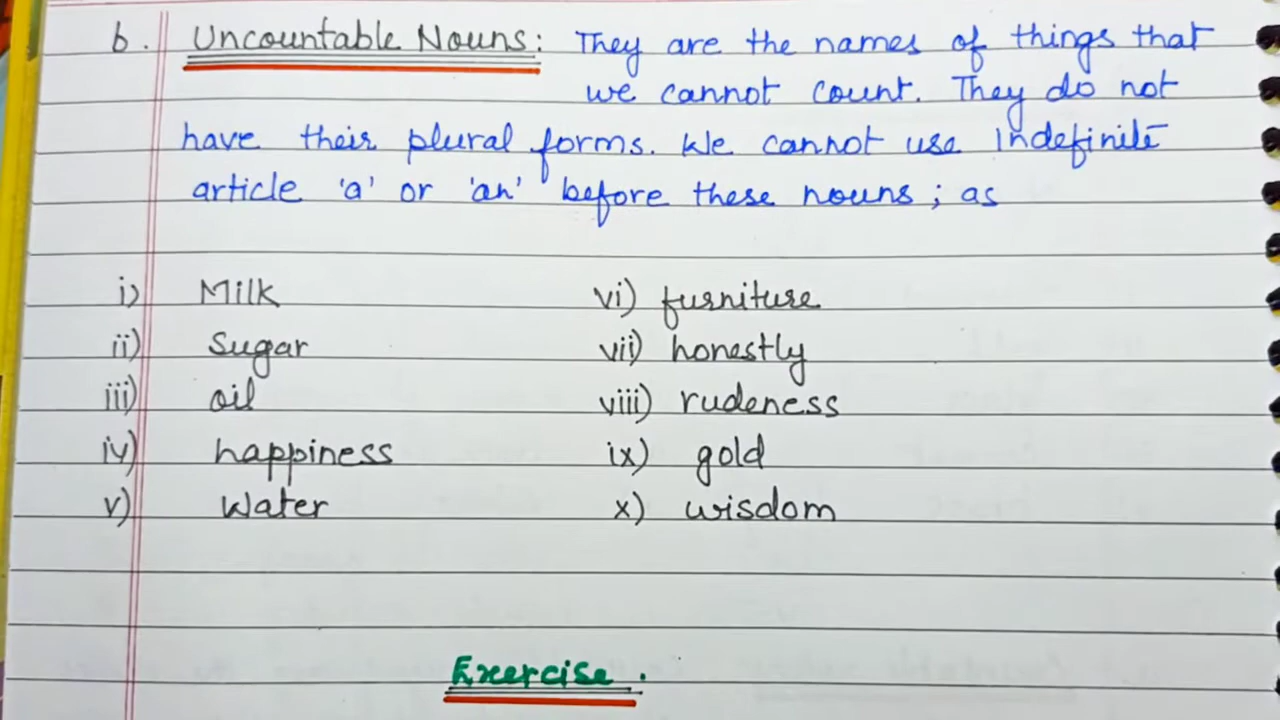 b. Uncountable Nouns: They are the names of things that
we cannot count. They do not
have their plural forms. We cannot use Indefinite
article 'a' or 'an' before these nouns; as
i) Milk
ii) Sugar
iii) oil
iv) happiness
v) Water
vi) furniture
vii) honestly
viii) rudeness
ix) gold
x) wisdom
Exercise.